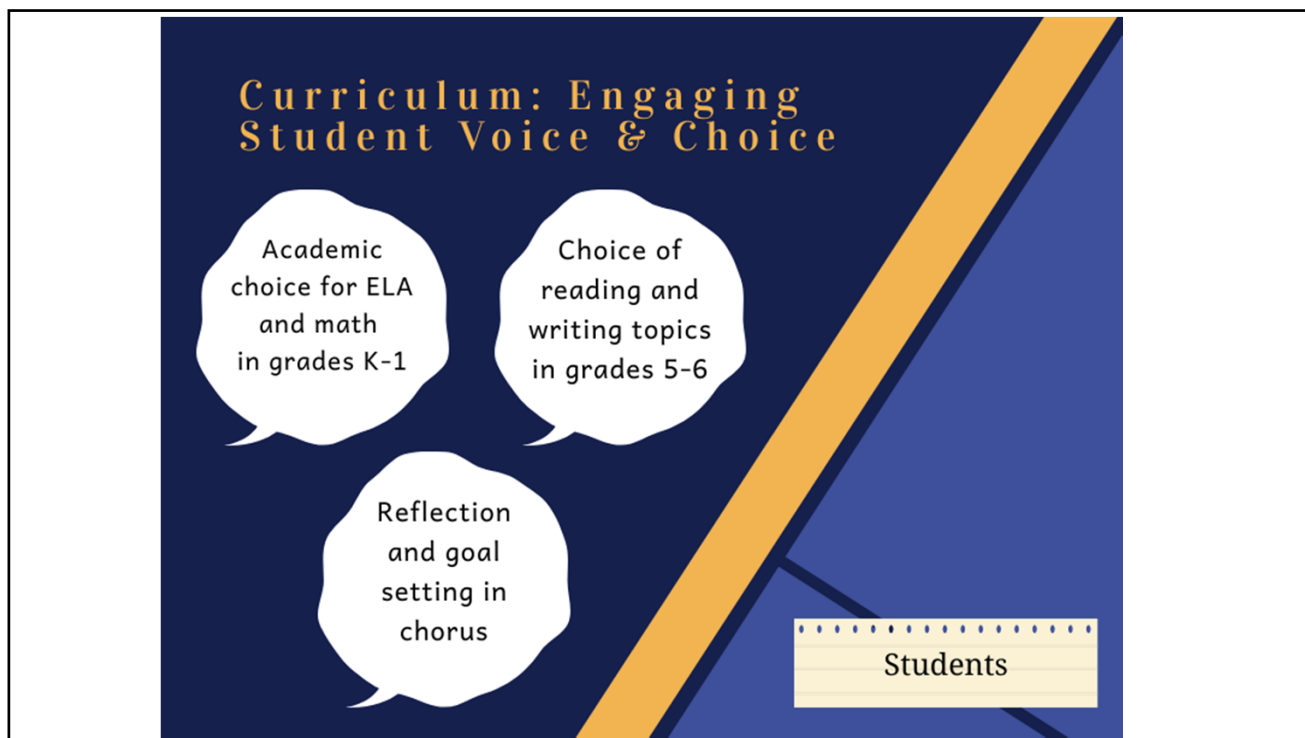 Curriculum: Engaging
Student Voice & Choice
Academic
choice for ELA
and math
in grades K-1
Choice of
reading and
writing topics
in grades 5-6
Reflection
and goal
setting in
chorus
Students